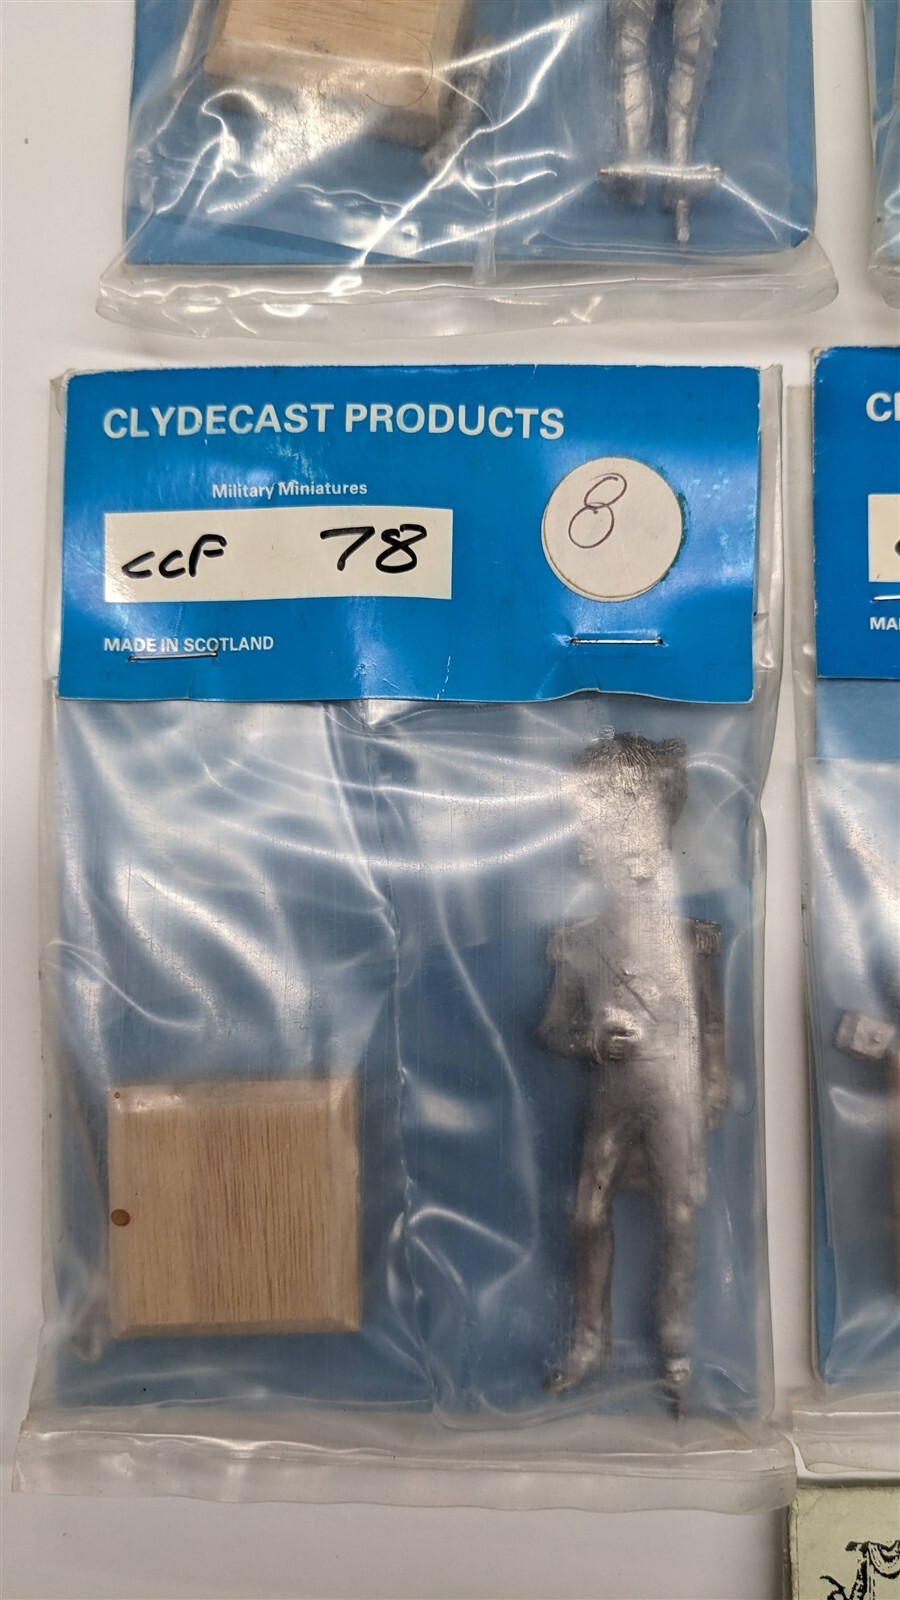 CLYDECAST PRODUCTS
Military Miniatures
ccF 78
8
MADE IN SCOTLAND